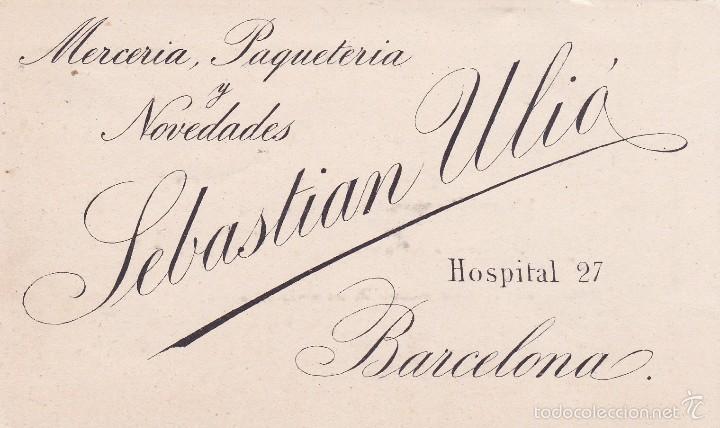 Merceria, Paqueteria
y
Novedades
Sebastian Ulió
Hospital 27
Barcelona.
todocoleccion.net